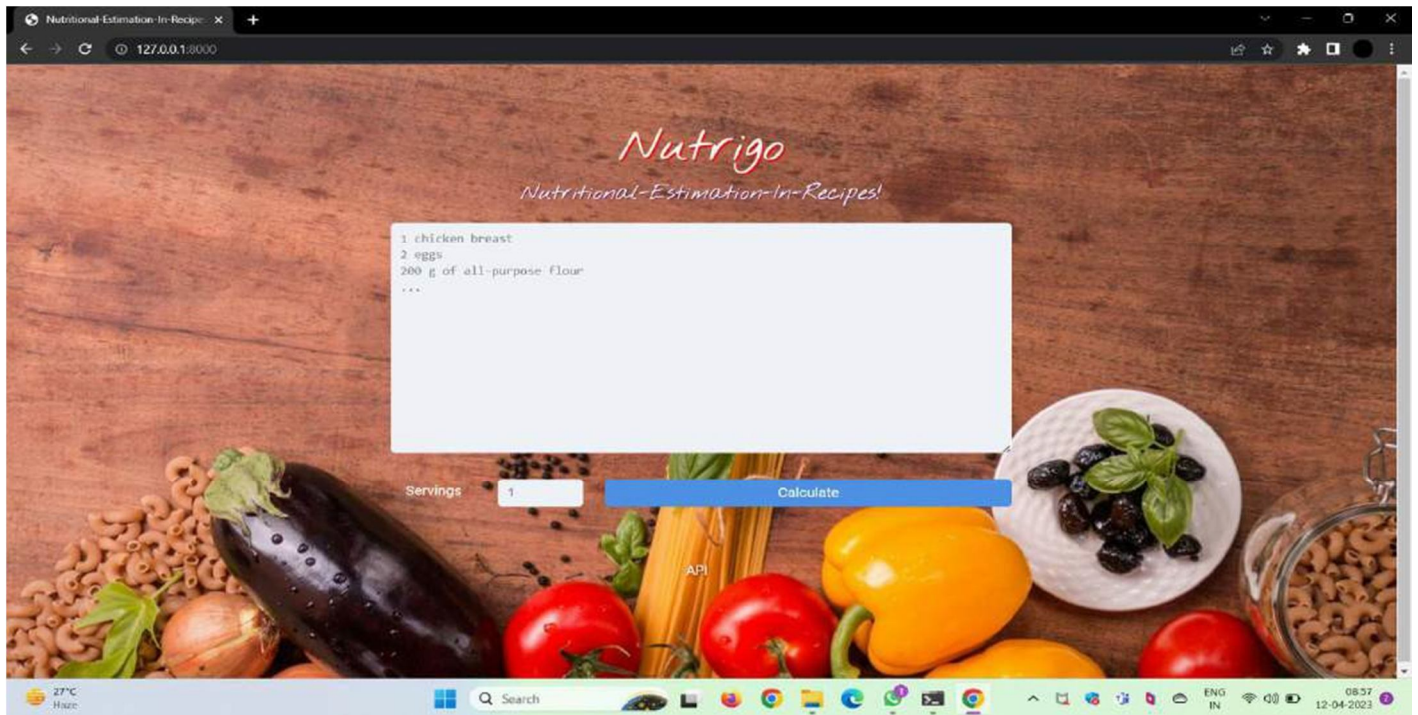 Nutritional-Estimation-In-Recipe
127.0.0.1:8000
Nutrigo
Nutritional-Estimation-In-Recipes!
1 chicken breast
2 eggs
200 g of all-purpose flour
...
Servings
1
Calculate
API
27°C
Haze
Search
ENG
IN
08:57
12-04-2023